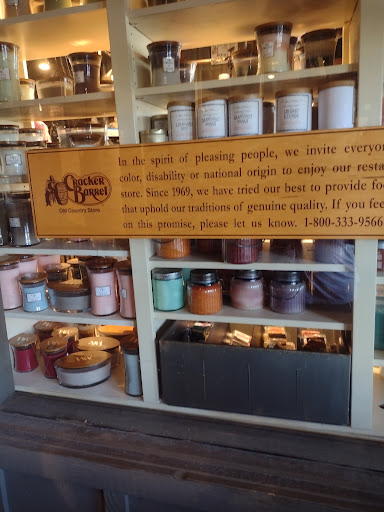 Cracker Barrel
Old Country Store
In the spirit of pleasing people, we invite everyo
color, disability or national origin to enjoy our resta
store. Since 1969, we have tried our best to provide fo
that uphold our traditions of genuine quality. If you fee
on this promise, please let us know. 1-800-333-9566